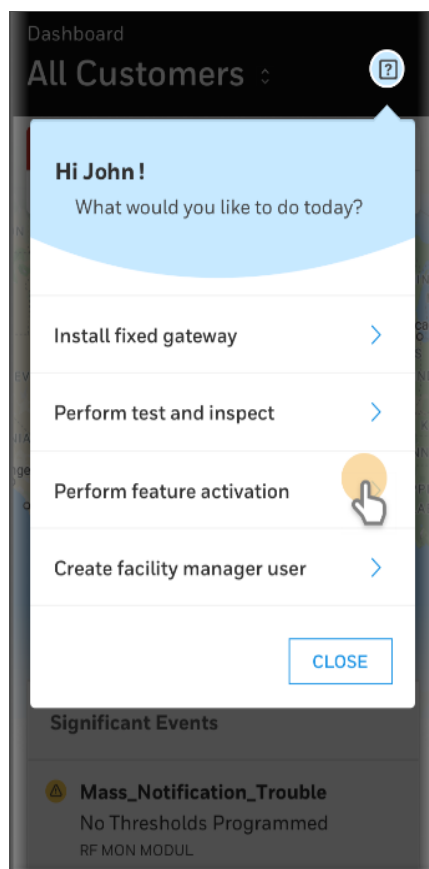 Dashboard
All Customers
?
Hi John!
What would you like to do today?
Install fixed gateway
Perform test and inspect
Perform feature activation
Create facility manager user
CLOSE
Significant Events
Mass_Notification_Trouble
No Thresholds Programmed
RF MON MODUL